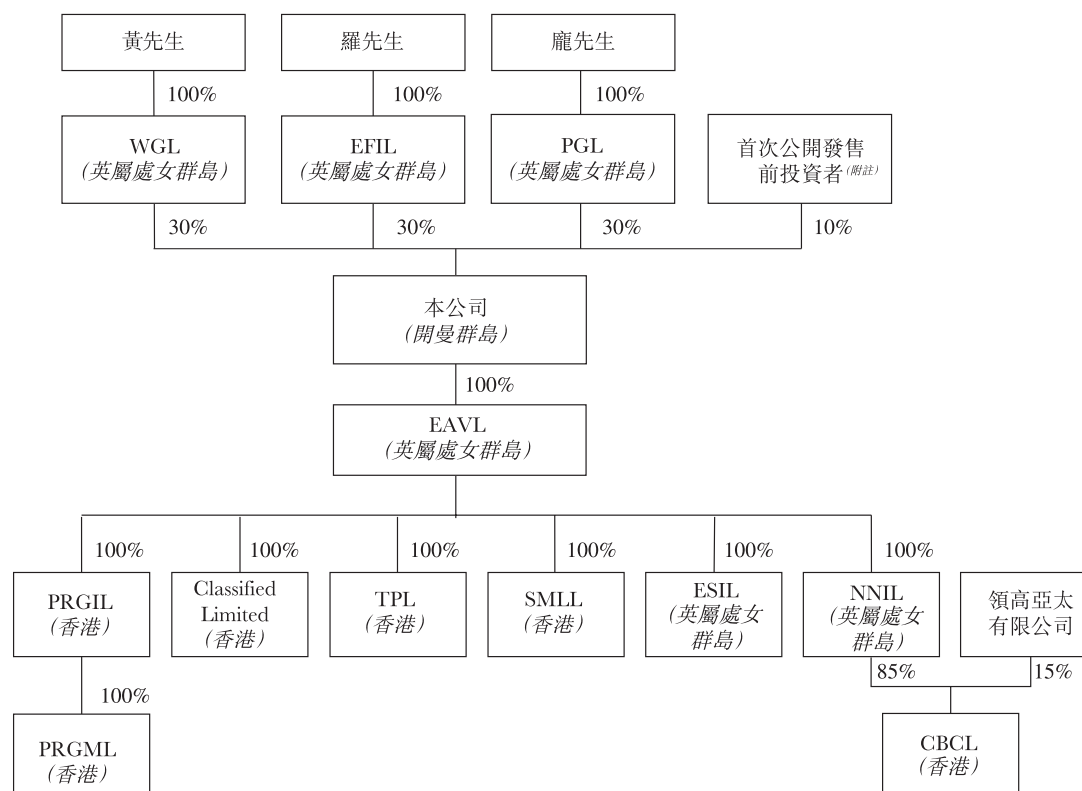 黃先生
羅先生
龐先生
100%
100%
100%
WGL
(英屬處女群島)
EFIL
(英屬處女群島)
PGL
(英屬處女群島)
首次公開發售
前投資者(附註)
30%
30%
30%
10%
本公司
(開曼群島)
100%
EAVL
(英屬處女群島)
100%
100%
100%
100%
100%
100%
PRGIL
(香港)
Classified
Limited
(香港)
TPL
(香港)
SMLL
(香港)
ESIL
(英屬處女
群島)
NNIL
(英屬處女
群島)
領高亞太
有限公司
85%
15%
100%
PRGML
(香港)
CBCL
(香港)